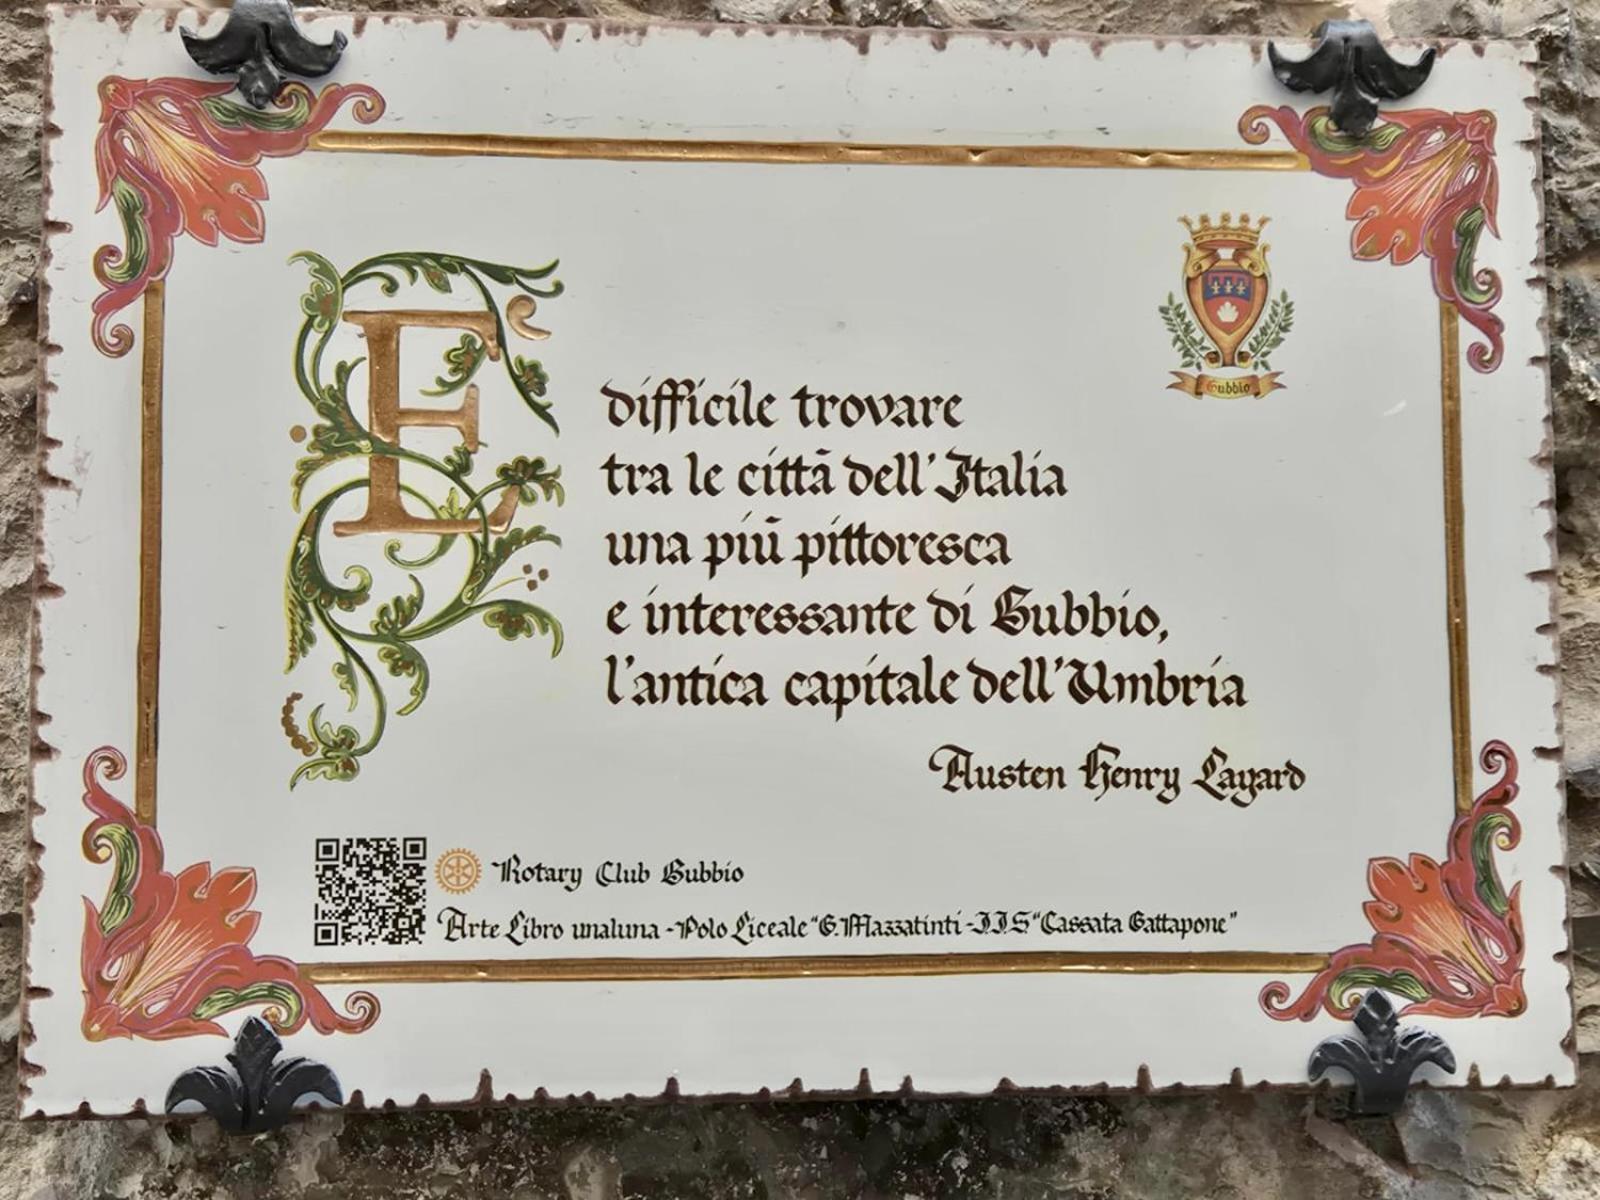 E' difficile trovare
tra le città dell'Italia
una più pittoresca
e interessante di Gubbio,
l'antica capitale dell'Umbria
Austen Henry Layard
Gubbio
Rotary Club Gubbio
Arte Libro unaluna - Polo Liceale "G. Mazzatinti - IIS "Cassata Gattapone"